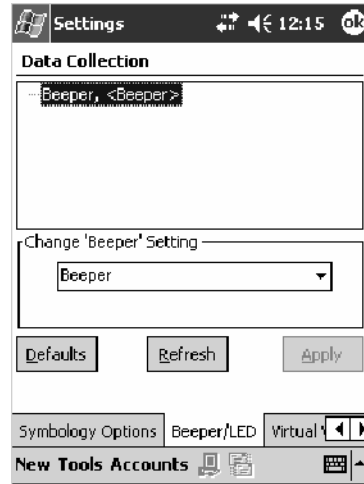 Settings 12:15 ok
Data Collection
Beeper, <Beeper>
Change 'Beeper' Setting
Beeper
Defaults Refresh Apply
Symbology Options Beeper/LED Virtual
New Tools Accounts